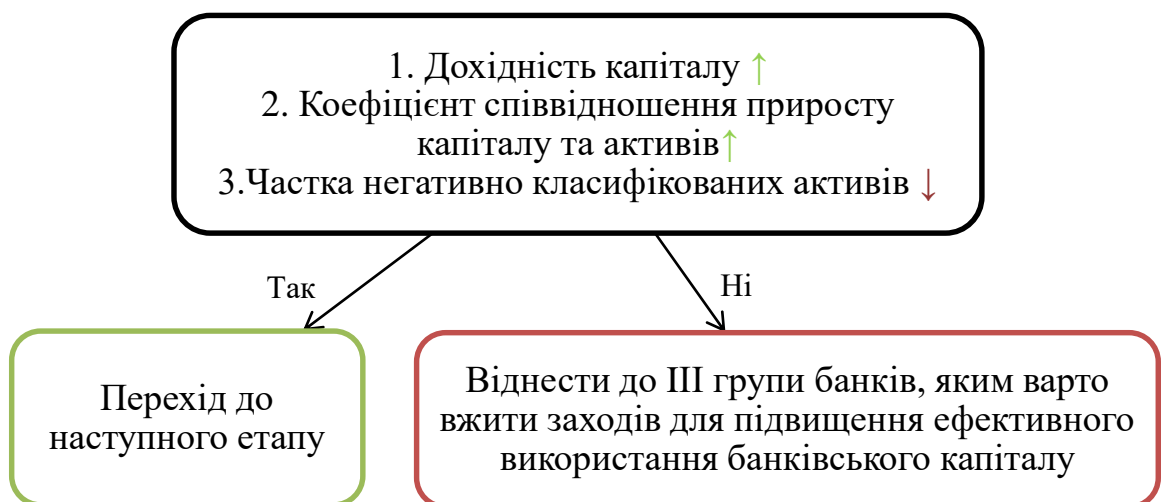 1. Дохідність капіталу ↑
2. Коефіцієнт співвідношення приросту
капіталу та активів↑
3.Частка негативно класифікованих активів ↓
Так
Ні
Перехід до
наступного етапу
Віднести до ІІІ групи банків, яким варто
вжити заходів для підвищення ефективного
використання банківського капіталу